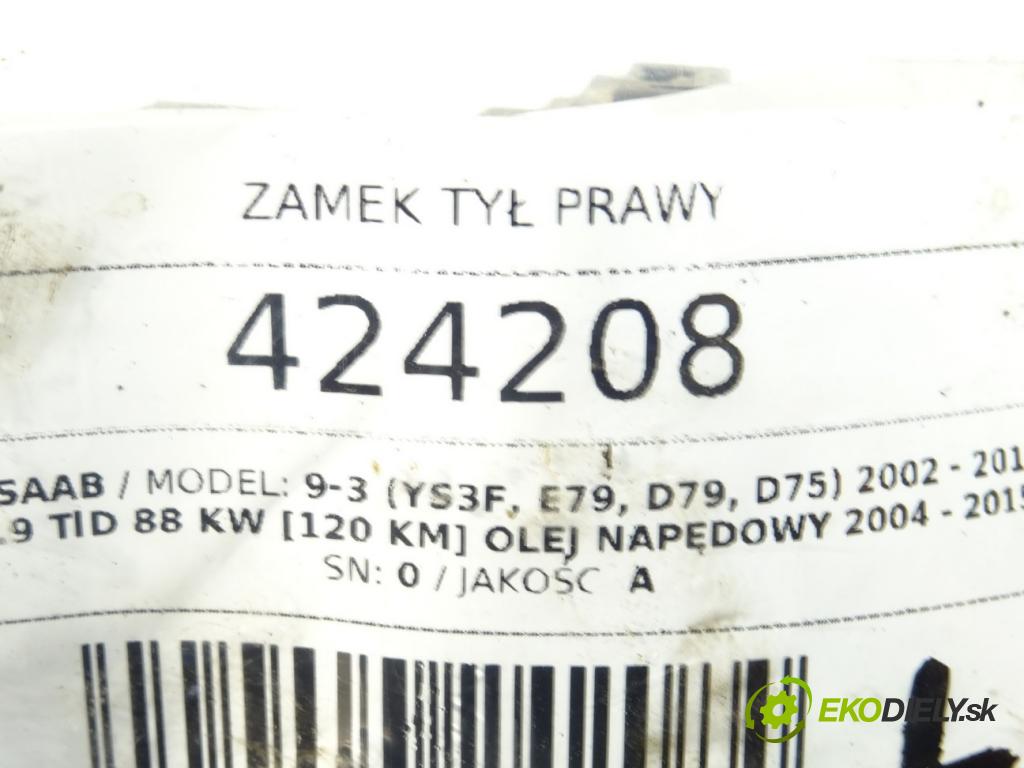 ZAMEK TYŁ PRAWY
424208
SAAB / MODEL: 9-3 (YS3F, E79, D79, D75) 2002 - 201
.9 TID 88 KW [120 KM] OLEJ NAPĘDOWY 2004 - 2015
SN: 0 / JAKOŚC A
EKODIELY.sk